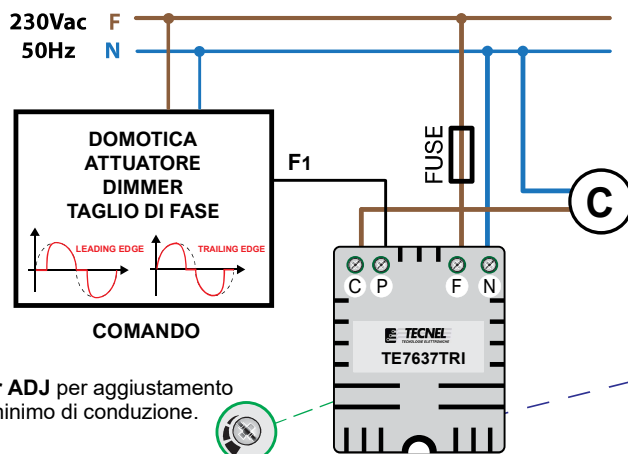 230Vac F
50Hz N
DOMOTICA
ATTUATORE
DIMMER
TAGLIO DI FASE
LEADING EDGE
TRAILING EDGE
COMANDO
F1
FUSE
C
C P F N
TECNEL
TECNOLOGIE ELETTRONICHE
TE7637TRI
ADJ per aggiustamento
minimo di conduzione.